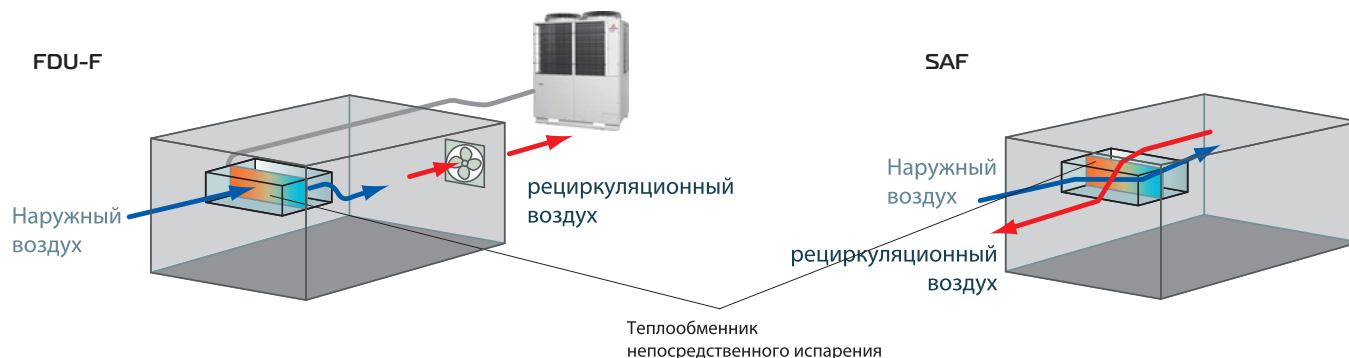 FDU-F
Наружный
воздух
рециркуляционный
воздух
SAF
Наружный
воздух
рециркуляционный
воздух
Теплообменник
непосредственного испарения